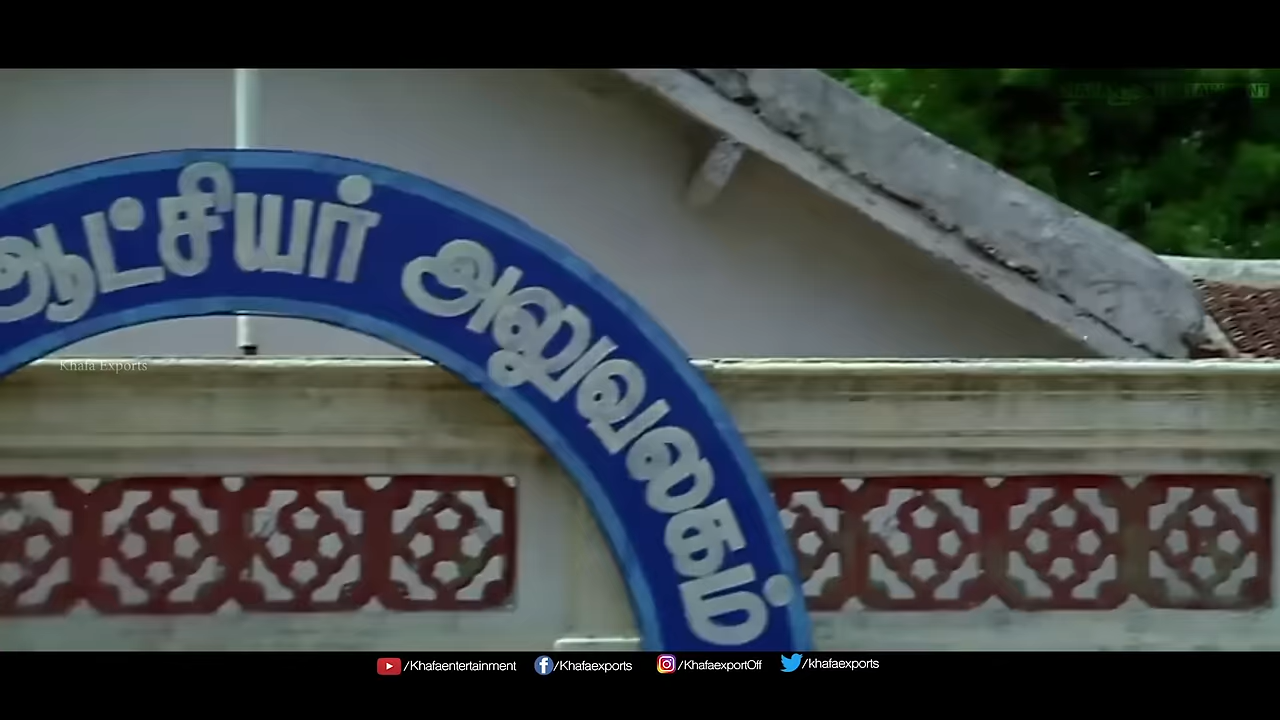 ஆட்சியர் அலுவலகம்
Khafa Exports
/Khafaentertainment /Khafaexports /KhafaexportOff /khafaexports